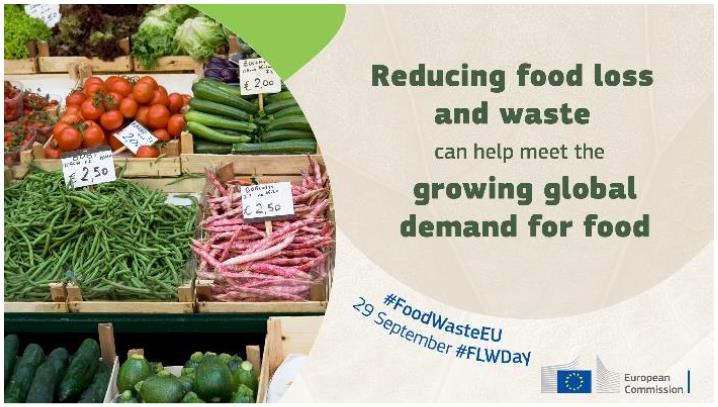 Reducing food loss
and waste
can help meet the
growing global
demand for food
#FoodWasteEU
29 September #FLWDay
European
Commission
€ 2,00
€ 2,50
BORLOTTI
€ 2,50